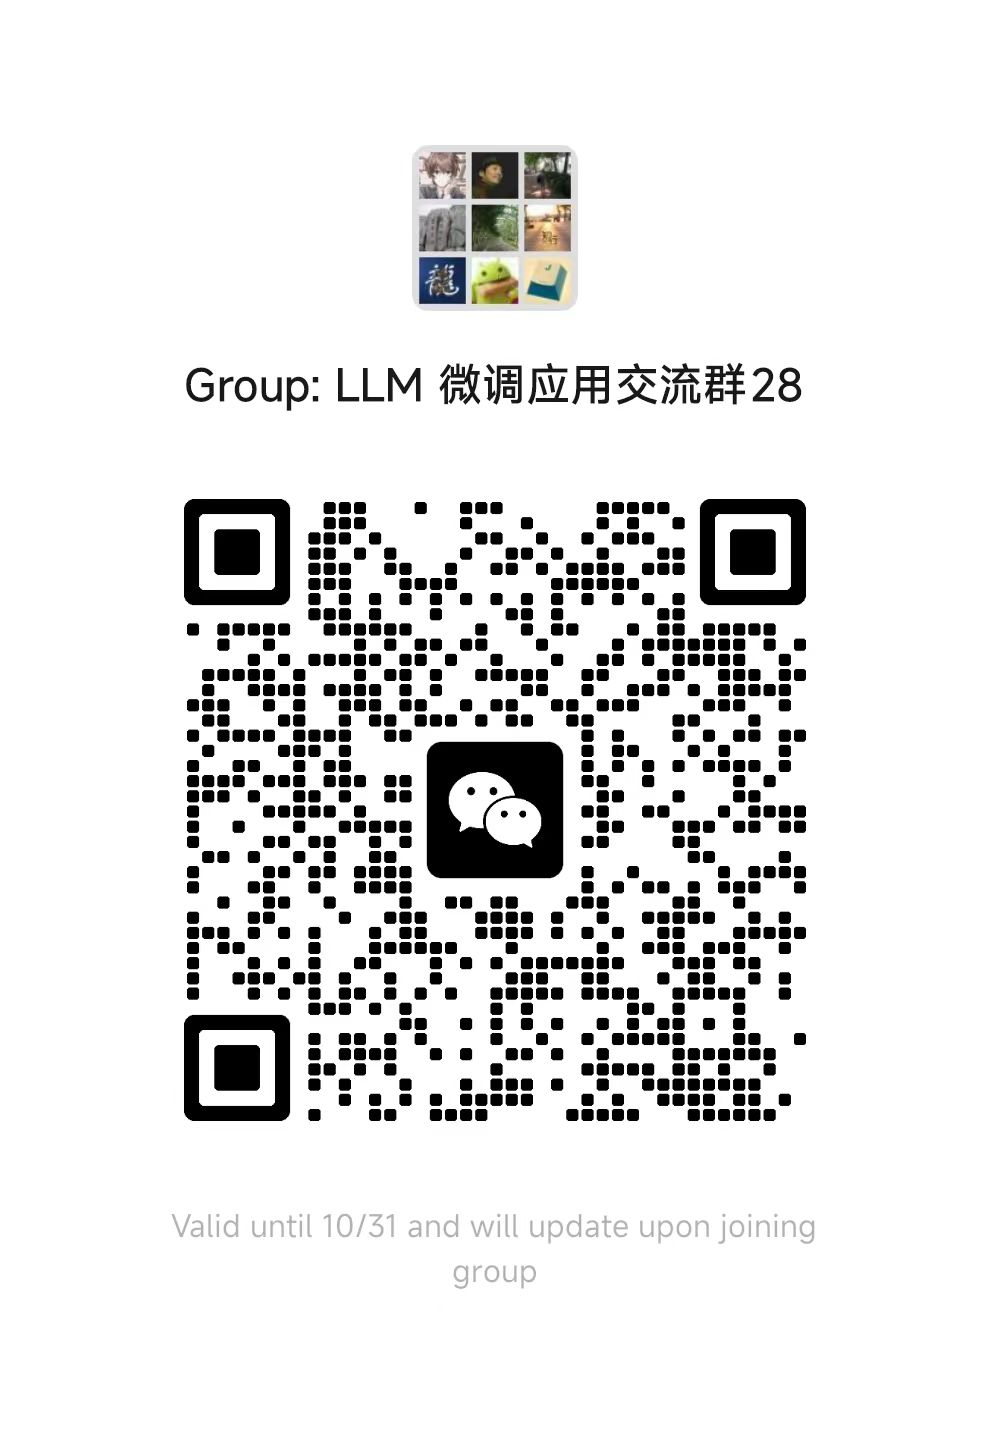 Group: LLM 微调应用交流群28
Valid until 10/31 and will update upon joining
group